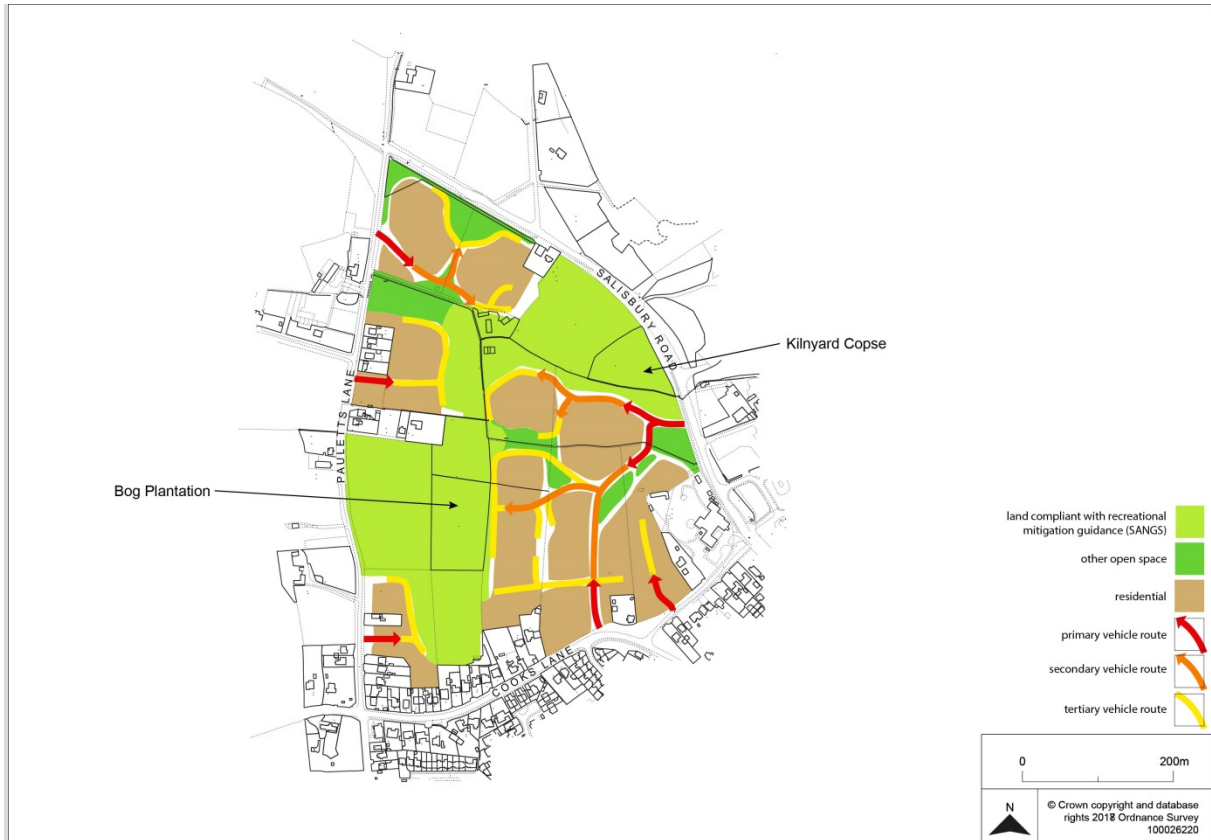 SALISBURY ROAD
Kilnyard Copse
PAULETTS LANE
Bog Plantation
COOKS LANE
land compliant with recreational
mitigation guidance (SANGS)
other open space
residential
primary vehicle route
secondary vehicle route
tertiary vehicle route
0
200m
N
© Crown copyright and database
rights Ordnance Survey
100026220